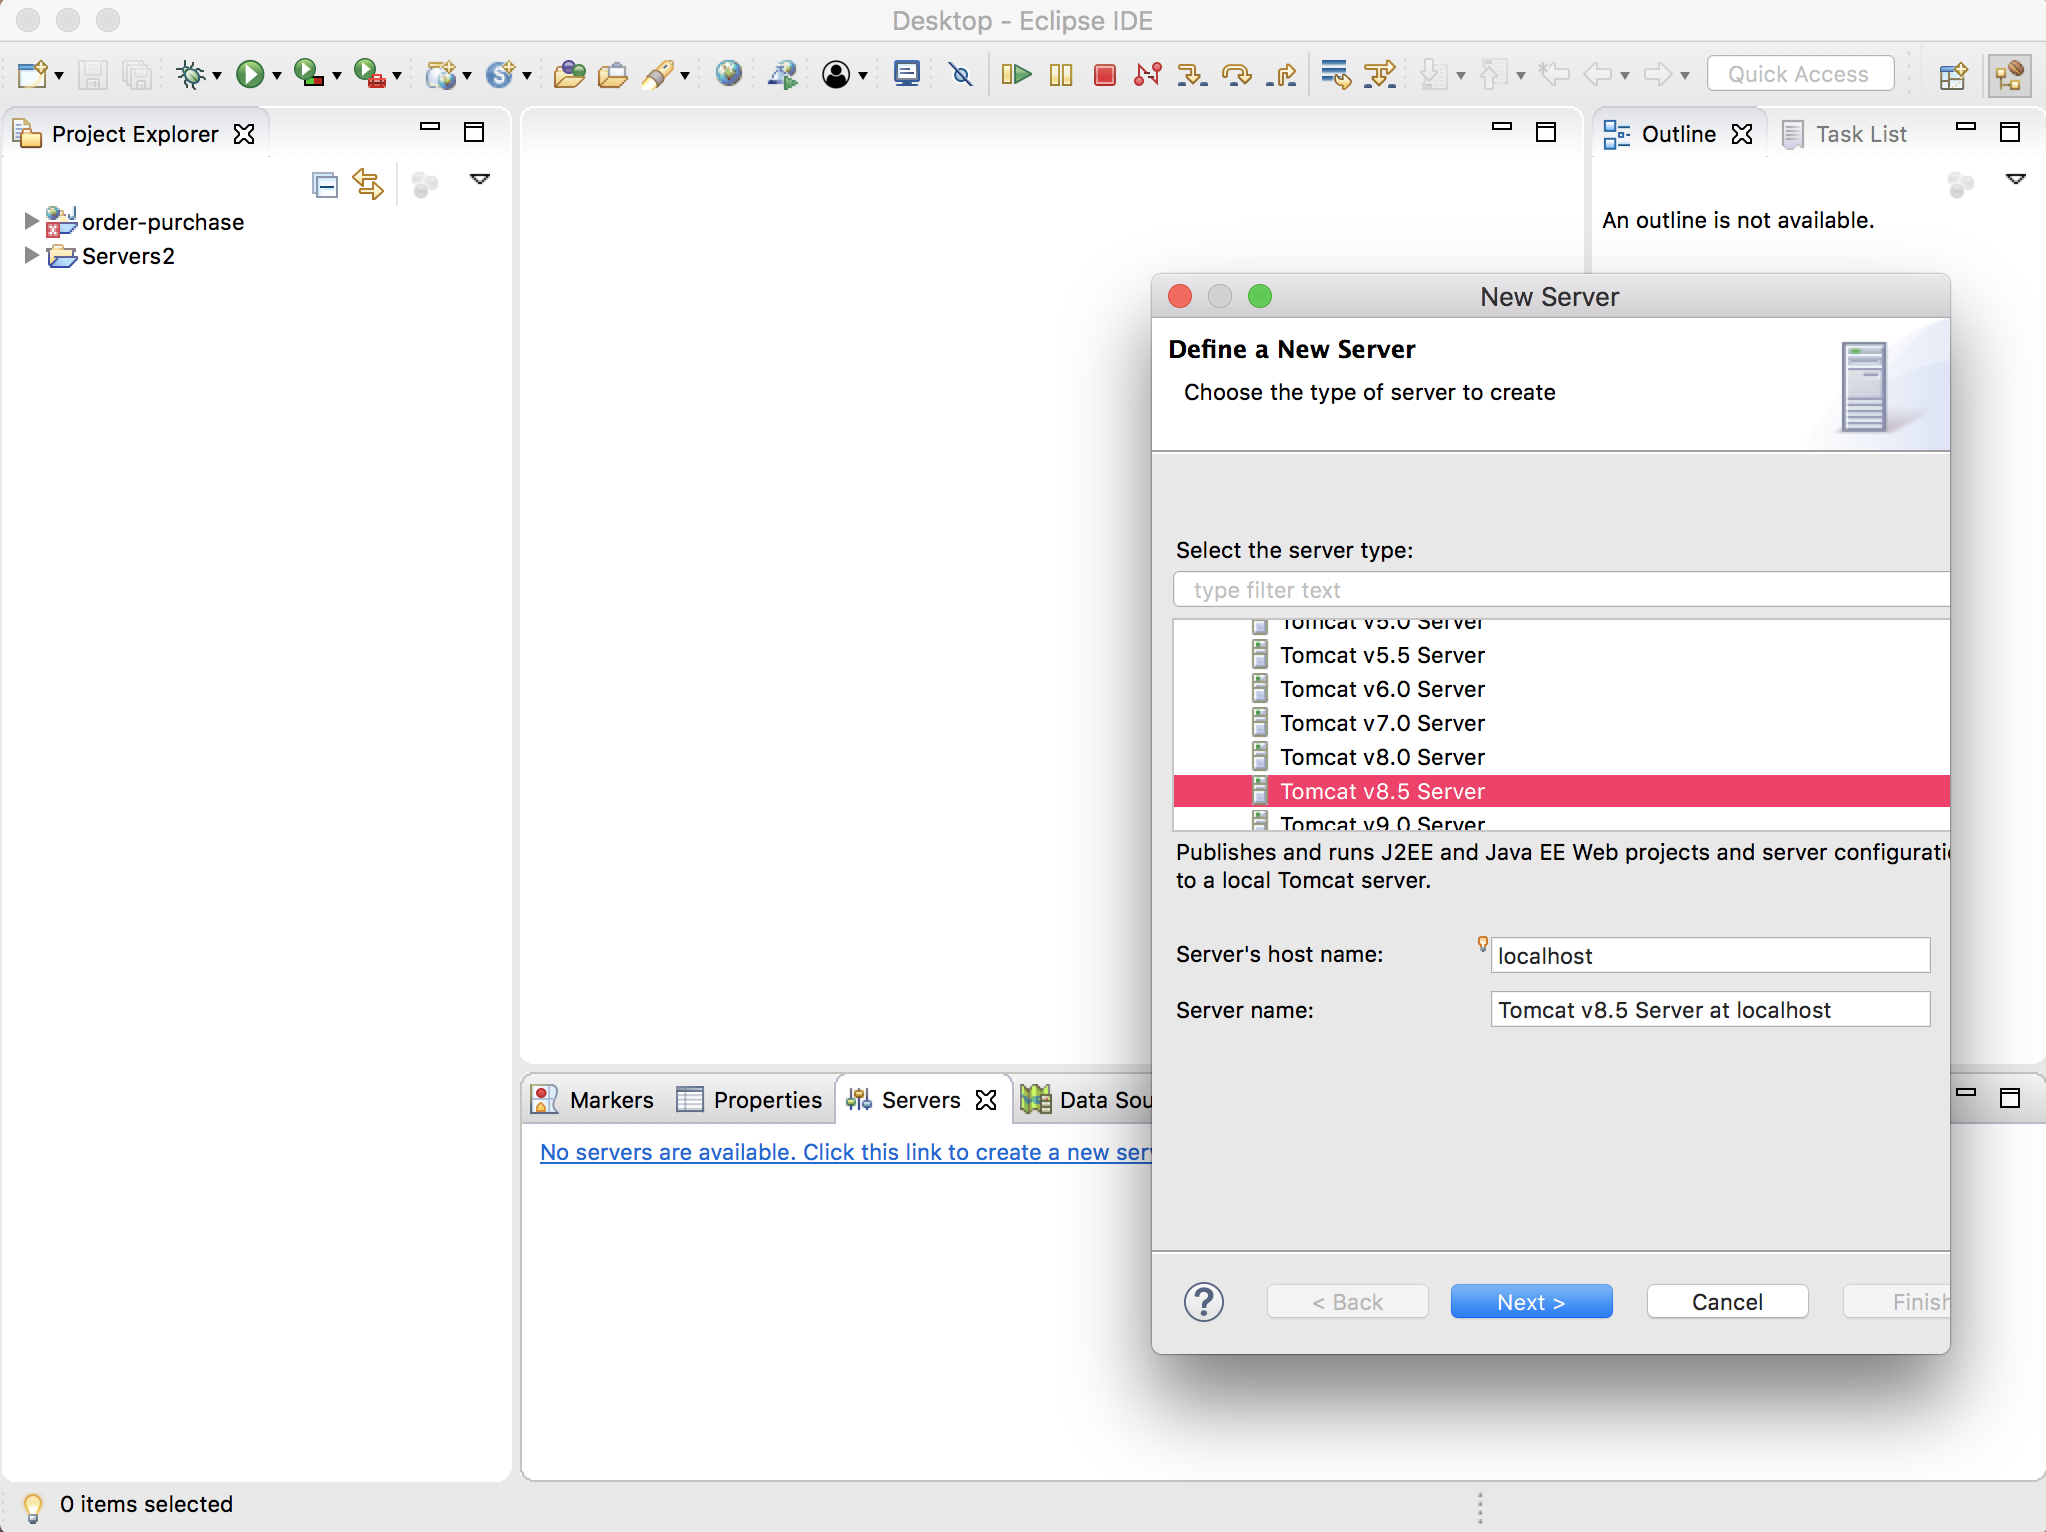 Desktop - Eclipse IDE
Quick Access
Project Explorer
order-purchase
Servers2
Outline
Task List
An outline is not available.
New Server
Define a New Server
Choose the type of server to create
Select the server type:
type filter text
Tomcat v5.0 Server
Tomcat v5.5 Server
Tomcat v6.0 Server
Tomcat v7.0 Server
Tomcat v8.0 Server
Tomcat v8.5 Server
Tomcat v9.0 Server
Publishes and runs J2EE and Java EE Web projects and server configurati
to a local Tomcat server.
Server's host name:
localhost
Server name:
Tomcat v8.5 Server at localhost
Markers
Properties
Servers
Data Sou
No servers are available. Click this link to create a new ser
?
< Back
Next >
Cancel
Finish
0 items selected